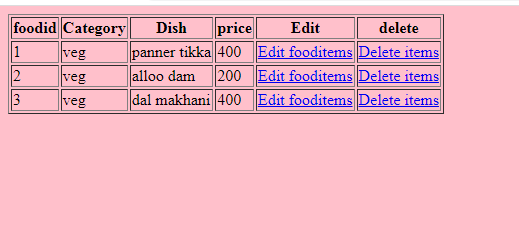 foodid Category Dish price Edit delete
1 veg panner tikka 400 Edit fooditems Delete items
2 veg alloo dam 200 Edit fooditems Delete items
3 veg dal makhani 400 Edit fooditems Delete items